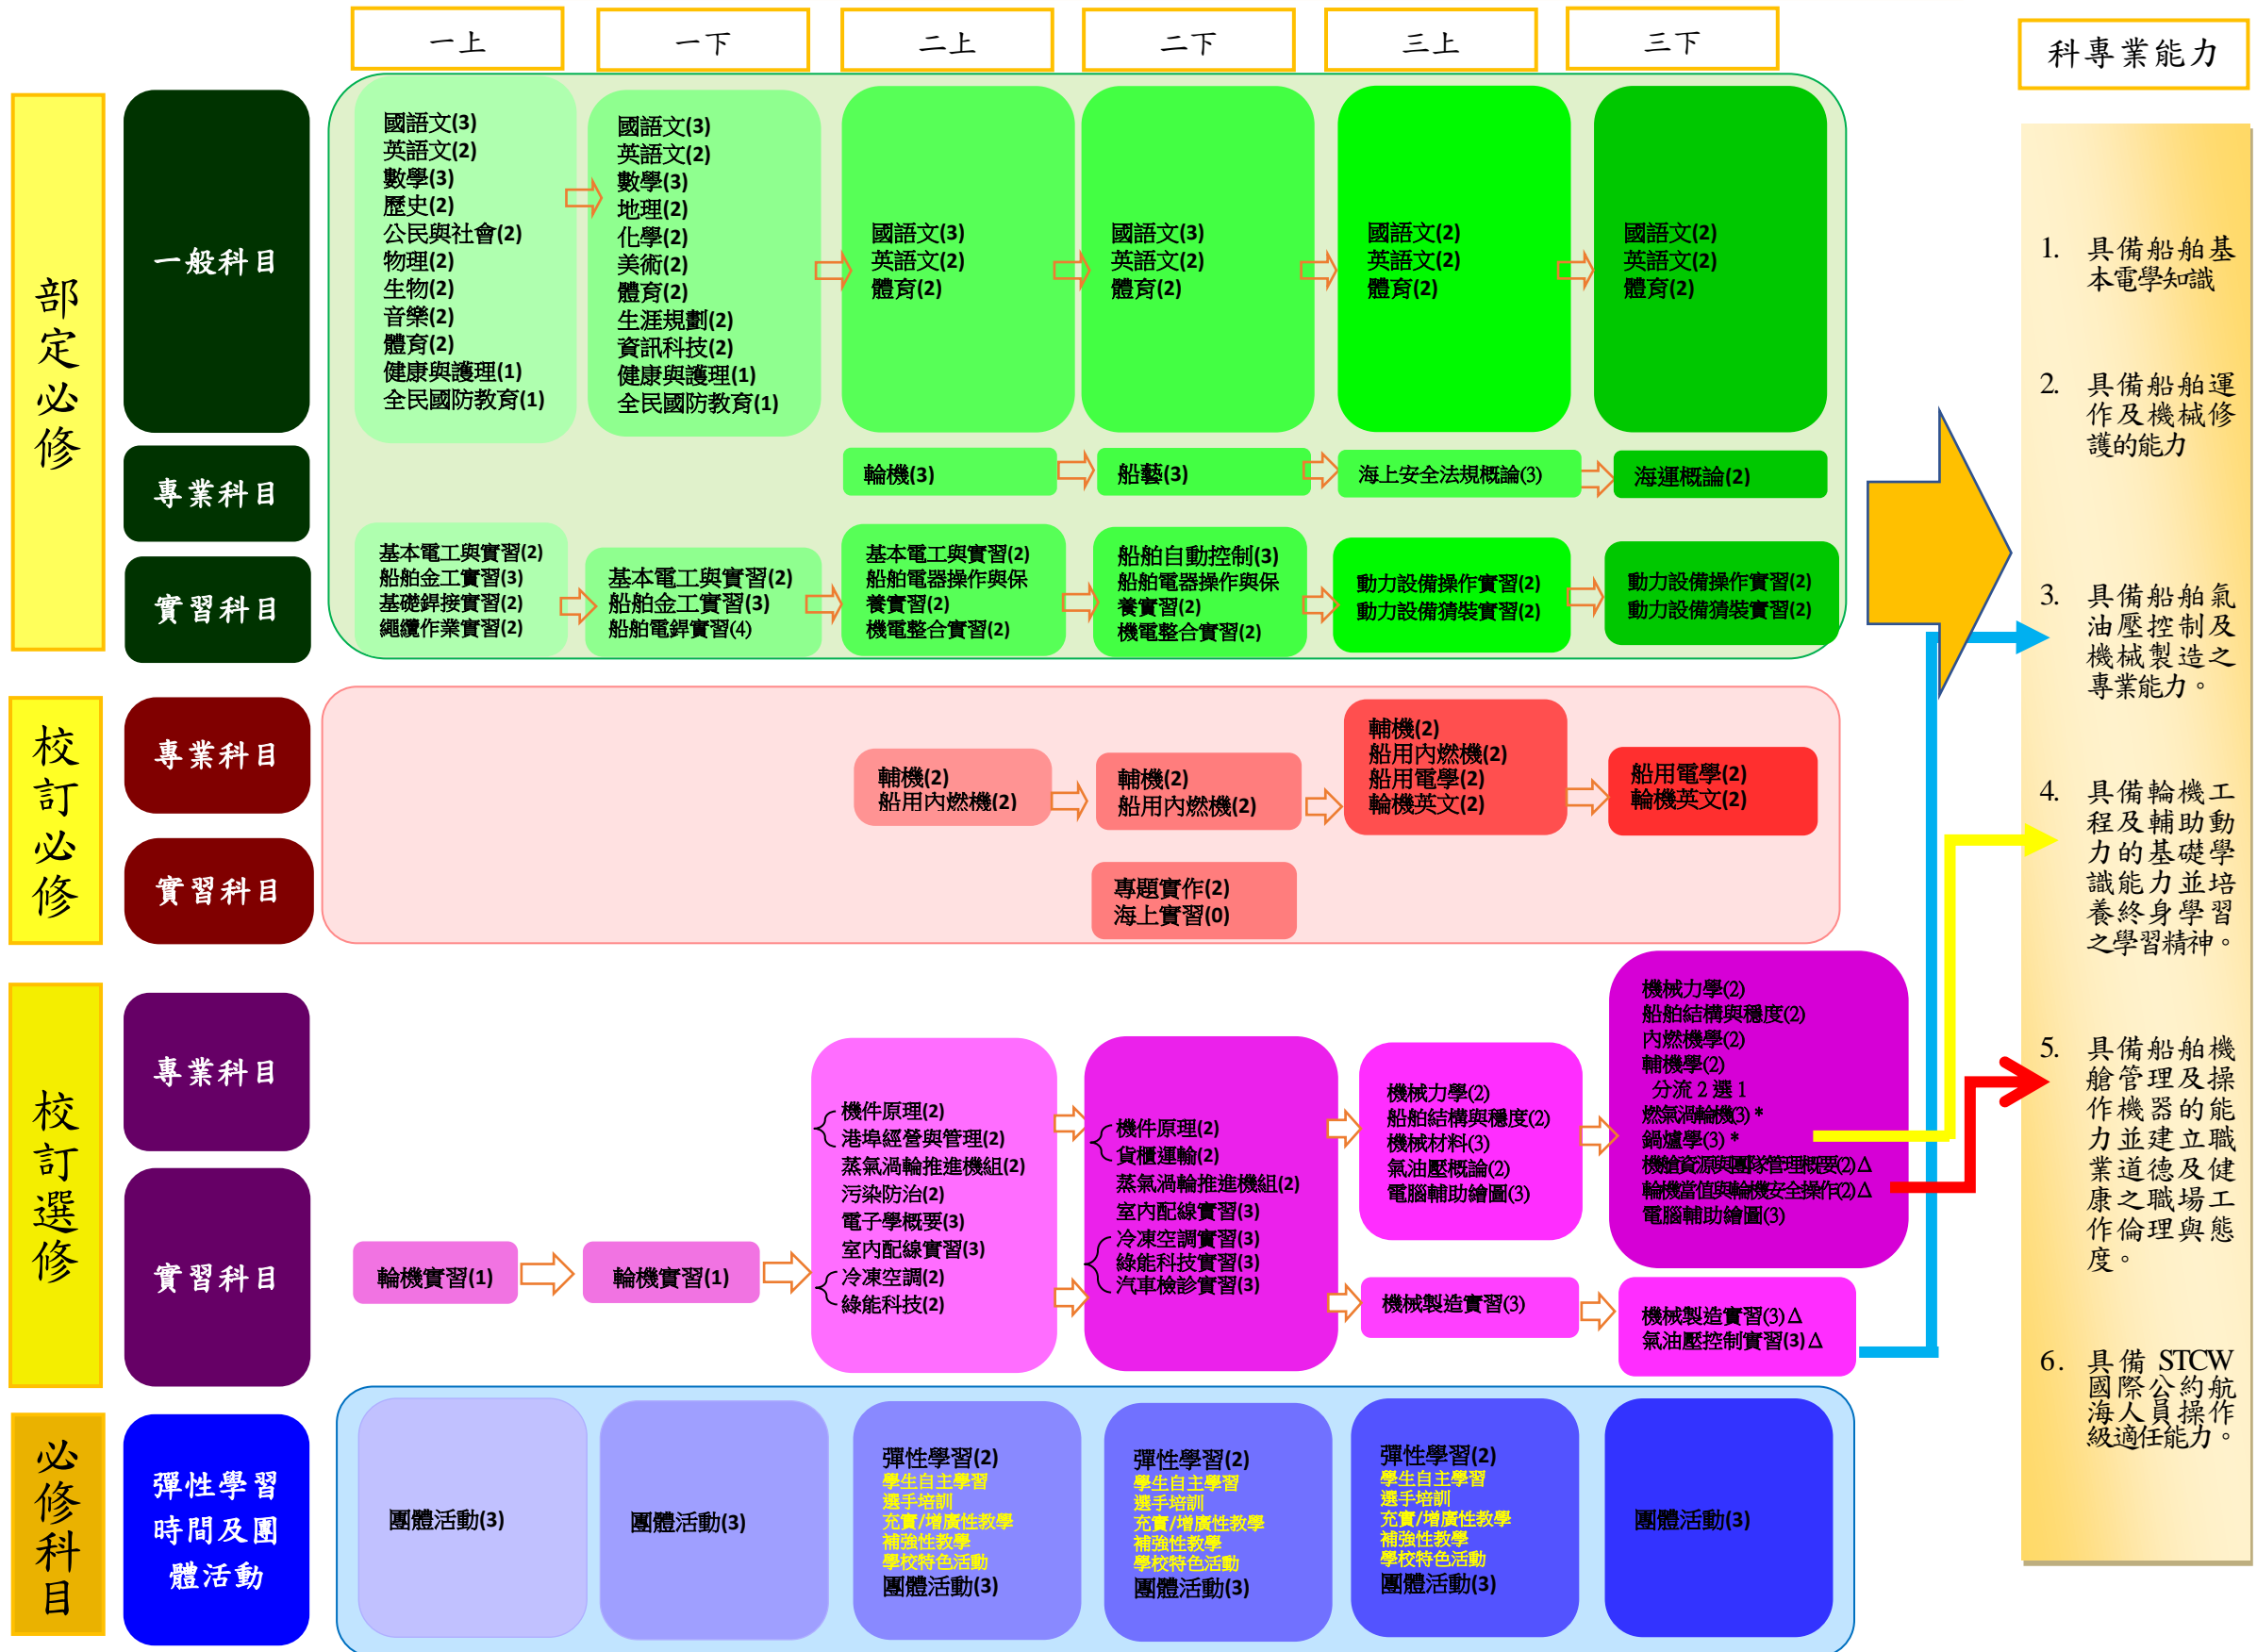 一上
一下
二上
二下
三上
三下
科專業能力
部定必修
一般科目
國語文(3)
英語文(2)
數學(3)
歷史(2)
公民與社會(2)
物理(2)
生物(2)
音樂(2)
體育(2)
健康與護理(1)
全民國防教育(1)
國語文(3)
英語文(2)
數學(3)
地理(2)
化學(2)
美術(2)
體育(2)
生涯規劃(2)
資訊科技(2)
健康與護理(1)
全民國防教育(1)
國語文(3)
英語文(2)
體育(2)
國語文(3)
英語文(2)
體育(2)
國語文(2)
英語文(2)
體育(2)
國語文(2)
英語文(2)
體育(2)
專業科目
輪機(3)
船藝(3)
海上安全法規概論(3)
海運概論(2)
實習科目
基本電工與實習(2)
船舶金工實習(3)
基礎銲接實習(2)
繩纜作業實習(2)
基本電工與實習(2)
船舶金工實習(3)
船舶電銲實習(4)
基本電工與實習(2)
船舶電器操作與保
養實習(2)
機電整合實習(2)
船舶自動控制(3)
船舶電器操作與保
養實習(2)
機電整合實習(2)
動力設備操作實習(2)
動力設備猜裝實習(2)
動力設備操作實習(2)
動力設備猜裝實習(2)
校訂必修
專業科目
輔機(2)
船用內燃機(2)
輔機(2)
船用內燃機(2)
輔機(2)
船用內燃機(2)
船用電學(2)
輪機英文(2)
船用電學(2)
輪機英文(2)
實習科目
專題實作(2)
海上實習(0)
校訂選修
專業科目
實習科目
輪機實習(1)
輪機實習(1)
機件原理(2)
港埠經營與管理(2)
蒸氣渦輪推進機組(2)
污染防治(2)
電子學概要(3)
室內配線實習(3)
冷凍空調(2)
綠能科技(2)
機件原理(2)
貨櫃運輸(2)
蒸氣渦輪推進機組(2)
室內配線實習(3)
冷凍空調實習(3)
綠能科技實習(3)
汽車檢診實習(3)
機械力學(2)
船舶結構與穩度(2)
機械材料(3)
氣油壓概論(2)
電腦輔助繪圖(3)
機械製造實習(3)
機械力學(2)
船舶結構與穩度(2)
內燃機學(2)
輔機學(2)
分流 2 選 1
燃氣渦輪機(3) *
鍋爐學(3) *
機艙資源與團隊管理概要(2)Δ
輪機當值與輪機安全操作(2)Δ
電腦輔助繪圖(3)
機械製造實習(3)Δ
氣油壓控制實習(3)Δ
必修科目
彈性學習
時間及團
體活動
團體活動(3)
團體活動(3)
彈性學習(2)
學生自主學習
選手培訓
充實/增廣性教學
補強性教學
學校特色活動
團體活動(3)
彈性學習(2)
學生自主學習
選手培訓
充實/增廣性教學
補強性教學
學校特色活動
團體活動(3)
彈性學習(2)
學生自主學習
選手培訓
充實/增廣性教學
補強性教學
學校特色活動
團體活動(3)
團體活動(3)
1. 具備船舶基
本電學知識
2. 具備船舶運
作及機械修
護的能力
3. 具備船舶氣
油壓控制及
機械製造之
專業能力。
4. 具備輪機工
程及輔助動
力的基礎學
識能力並培
養終身學習
之學習精神。
5. 具備船舶機
艙管理及操
作機器的能
力並建立職
業道德及健
康之職場工
作倫理與態
度。
6. 具備 STCW
國際公約航
海人員操作
級適任能力。